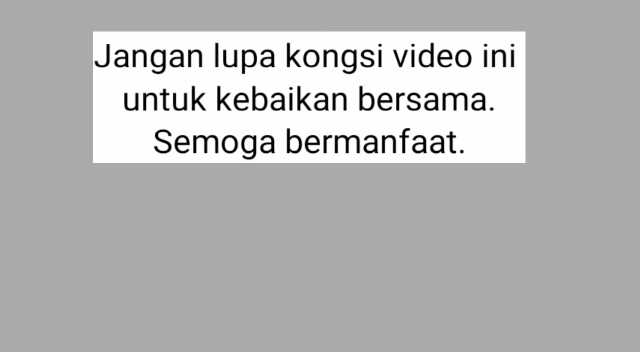 Jangan lupa kongsi video ini
untuk kebaikan bersama.
Semoga bermanfaat.